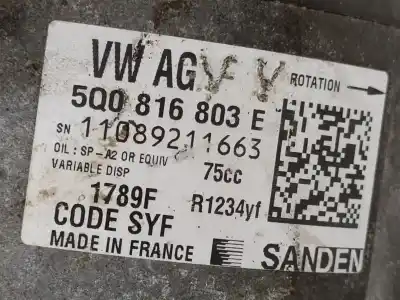 VW AG
ROTATION
5Q0 816 803 E
SN 11089211663
OIL : SP-A2 OR EQUIV
75cc
VARIABLE DISP
1789F
R1234yf
CODE SYF
MADE IN FRANCE
SANDEN